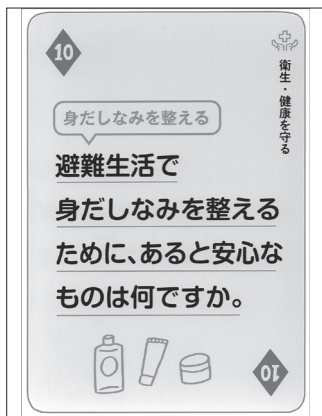 10
衛生・健康を守る
身だしなみを整える
避難生活で
身だしなみを整える
ために、あると安心な
ものは何ですか。
10